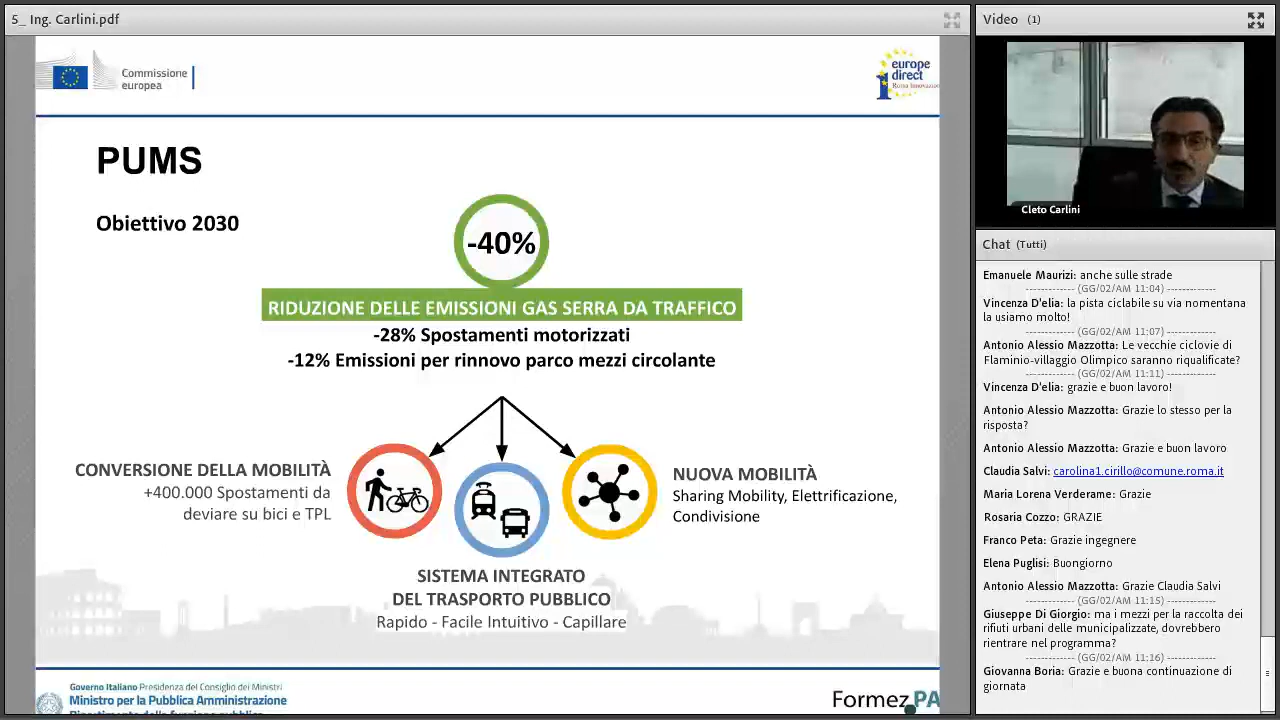 5_ Ing. Carlini.pdf
Commissione
europea
europe
direct
Roma Innovazione
PUMS
Obiettivo 2030
-40%
RIDUZIONE DELLE EMISSIONI GAS SERRA DA TRAFFICO
-28% Spostamenti motorizzati
-12% Emissioni per rinnovo parco mezzi circolante
CONVERSIONE DELLA MOBILITÀ
+400.000 Spostamenti da
deviare su bici e TPL
NUOVA MOBILITÀ
Sharing Mobility, Elettrificazione,
Condivisione
SISTEMA INTEGRATO
DEL TRASPORTO PUBBLICO
Rapido - Facile Intuitivo - Capillare
Governo Italiano Presidenza del Consiglio dei Ministri
Ministro per la Pubblica Amministrazione
Dipartimento della funzione pubblica
Formez PA
Video (1)
Cleto Carlini
Chat (Tutti)
Emanuele Maurizi: anche sulle strade
------------- (GG/02/AM 11:04) -------------
Vincenza D'elia: la pista ciclabile su via nomentana
la usiamo molto!
------------- (GG/02/AM 11:07) -------------
Antonio Alessio Mazzotta: Le vecchie ciclovie di
Flaminio-villaggio Olimpico saranno riqualificate?
------------- (GG/02/AM 11:11) -------------
Vincenza D'elia: grazie e buon lavoro!
Antonio Alessio Mazzotta: Grazie lo stesso per la
risposta?
Antonio Alessio Mazzotta: Grazie e buon lavoro
Claudia Salvi: carolina1.cirillo@comune.roma.it
Maria Lorena Verderame: Grazie
Rosaria Cozzo: GRAZIE
Franco Peta: Grazie ingegnere
Elena Puglisi: Buongiorno
Antonio Alessio Mazzotta: Grazie Claudia Salvi
------------- (GG/02/AM 11:15) -------------
Giuseppe Di Giorgio: ma i mezzi per la raccolta dei
rifiuti urbani delle municipalizzate, dovrebbero
rientrare nel programma?
------------- (GG/02/AM 11:16) -------------
Giovanna Boria: Grazie e buona continuazione di
giornata